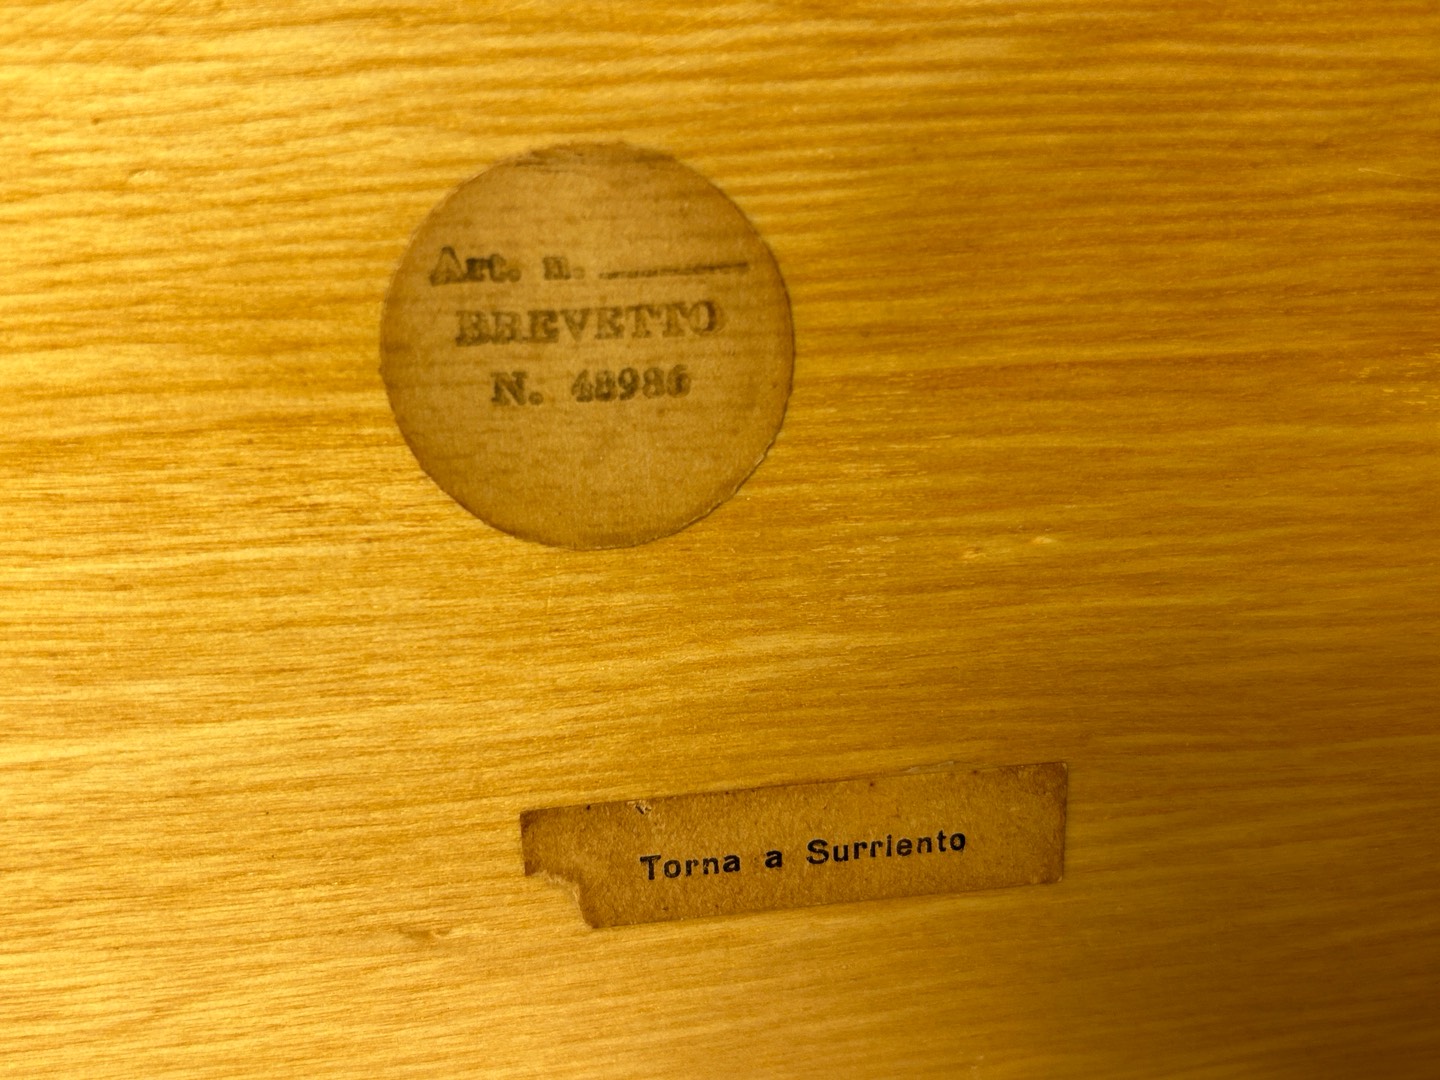 Art. n.
BREVETTO
N. 48986
Torna a Surriento